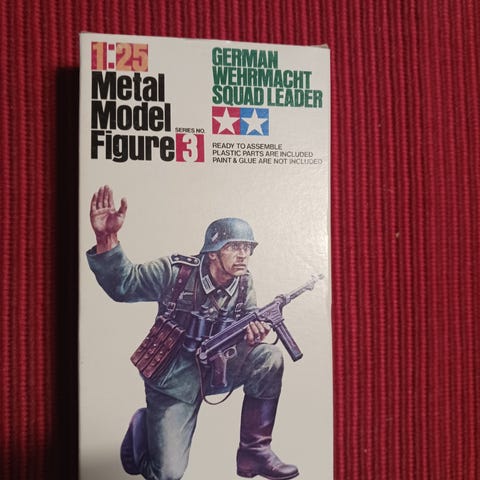 1:25
Metal
Model
Figure
SERIES NO.
3
GERMAN
WEHRMACHT
SQUAD LEADER
READY TO ASSEMBLE
PLASTIC PARTS ARE INCLUDED
PAINT & GLUE ARE NOT INCLUDED